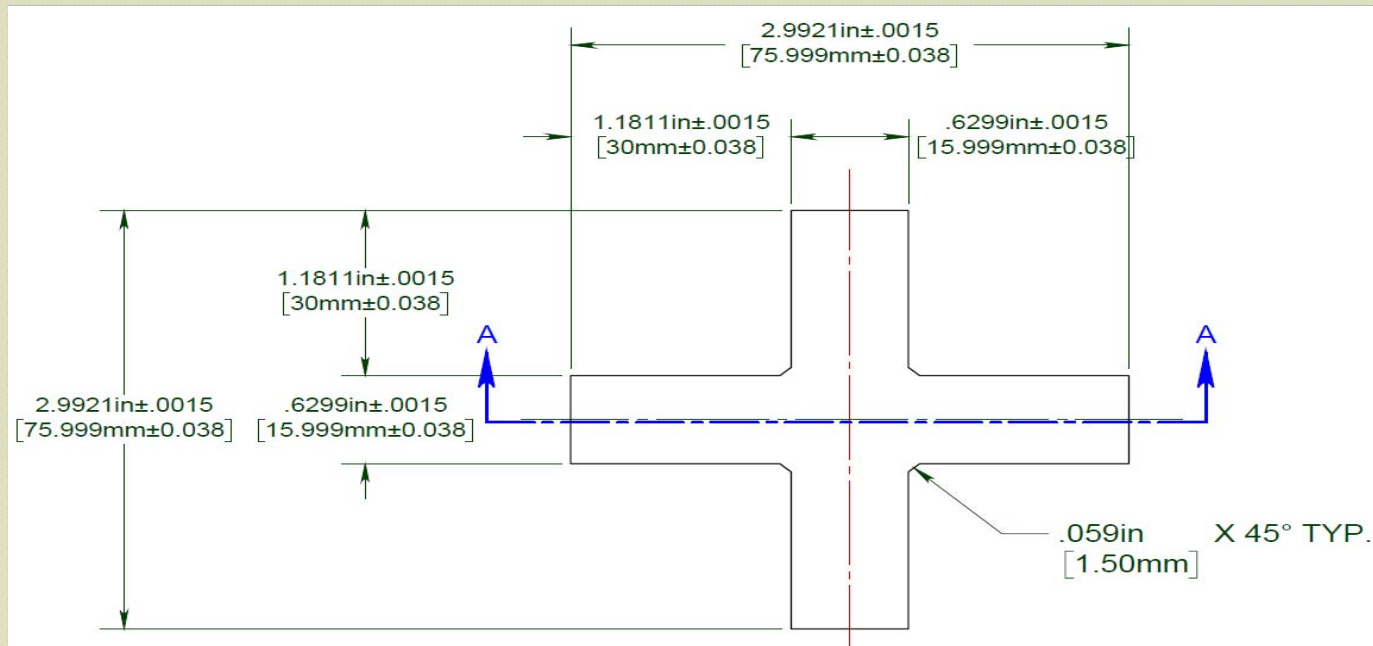 2.9921in±.0015
[75.999mm±0.038]
1.1811in±.0015
[30mm±0.038]
.6299in±.0015
[15.999mm±0.038]
1.1811in±.0015
[30mm±0.038]
A
A
2.9921in±.0015
[75.999mm±0.038]
.6299in±.0015
[15.999mm±0.038]
.059in X 45° TYP.
[1.50mm]